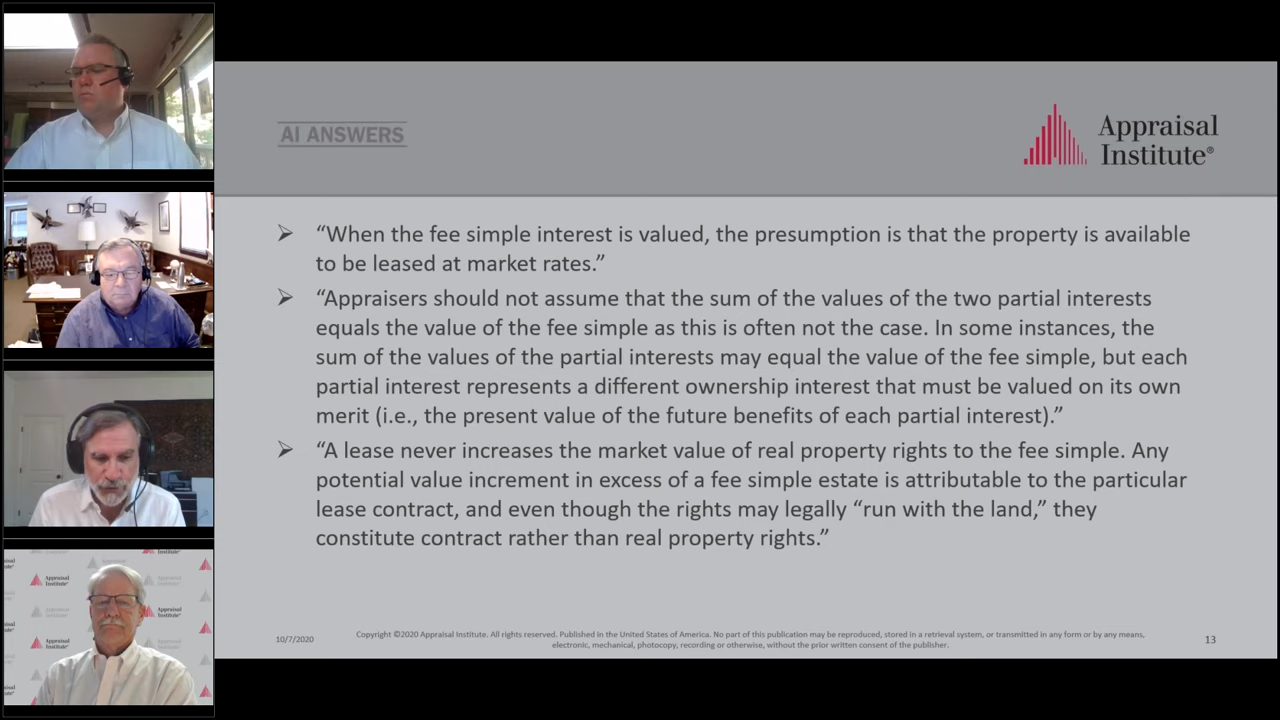 AI ANSWERS
Appraisal
Institute®
➢ “When the fee simple interest is valued, the presumption is that the property is available
to be leased at market rates.”
➢ “Appraisers should not assume that the sum of the values of the two partial interests
equals the value of the fee simple as this is often not the case. In some instances, the
sum of the values of the partial interests may equal the value of the fee simple, but each
partial interest represents a different ownership interest that must be valued on its own
merit (i.e., the present value of the future benefits of each partial interest).”
➢ “A lease never increases the market value of real property rights to the fee simple. Any
potential value increment in excess of a fee simple estate is attributable to the particular
lease contract, and even though the rights may legally “run with the land,” they
constitute contract rather than real property rights.”
10/7/2020
Copyright ©2020 Appraisal Institute. All rights reserved. Published in the United States of America. No part of this publication may be reproduced, stored in a retrieval system, or transmitted in any form or by any means,
electronic, mechanical, photocopy, recording or otherwise, without the prior written consent of the publisher.
13
Appraisal
Institute
Appraisal
Institute